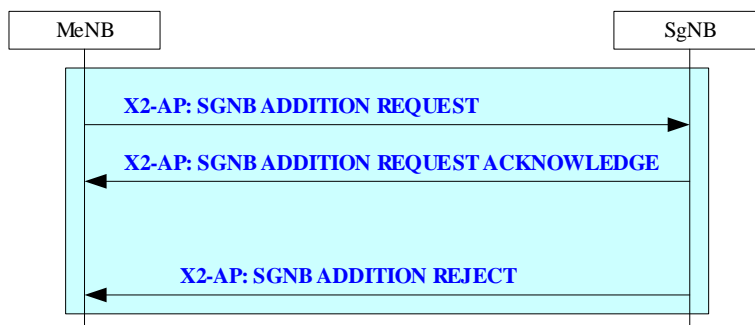 MeNB
SgNB
X2-AP: SGNB ADDITION REQUEST
X2-AP: SGNB ADDITION REQUEST ACKNOWLEDGE
X2-AP: SGNB ADDITION REJECT